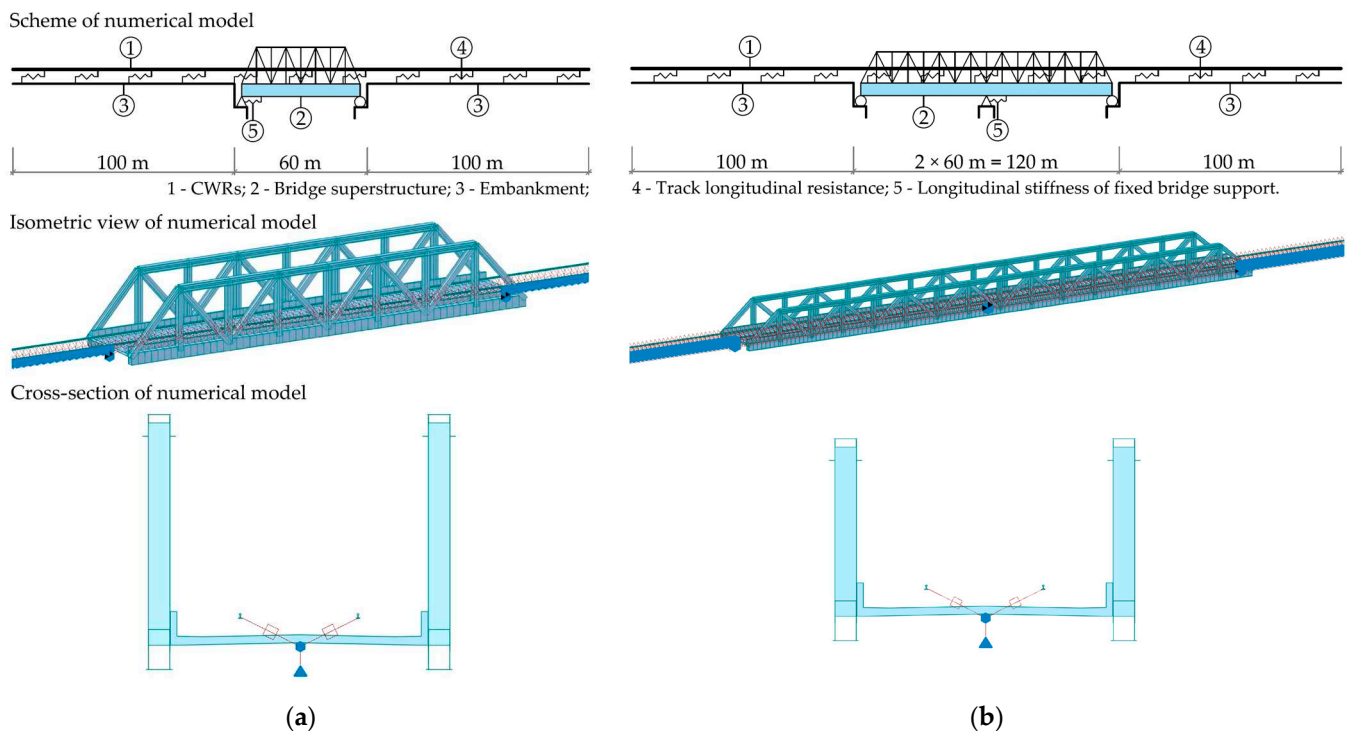 Scheme of numerical model
1 4 1 4
3 5 2 3 3 2 5 3
100 m 60 m 100 m 100 m 2 × 60 m = 120 m 100 m
1 - CWRs; 2 - Bridge superstructure; 3 - Embankment; 4 - Track longitudinal resistance; 5 - Longitudinal stiffness of fixed bridge support.
Isometric view of numerical model
Cross-section of numerical model
(a) (b)